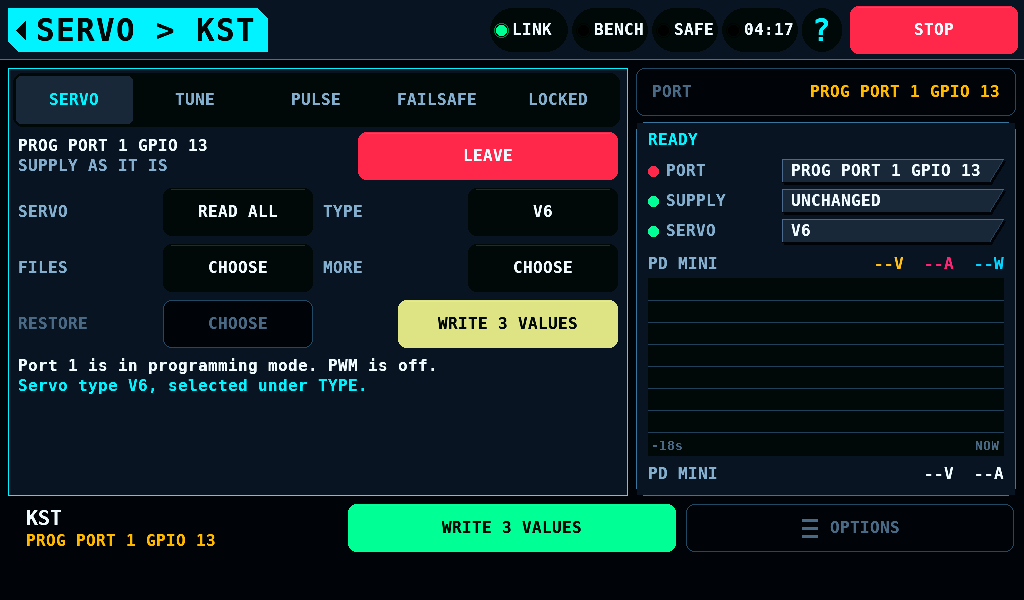 SERVO > KST
LINK
BENCH
SAFE
04:17
?
STOP
SERVO
TUNE
PULSE
FAILSAFE
LOCKED
PROG PORT 1 GPIO 13
SUPPLY AS IT IS
LEAVE
SERVO
READ ALL
TYPE
V6
FILES
CHOOSE
MORE
CHOOSE
RESTORE
CHOOSE
WRITE 3 VALUES
Port 1 is in programming mode. PWM is off.
Servo type V6, selected under TYPE.
PORT
PROG PORT 1 GPIO 13
READY
PORT
PROG PORT 1 GPIO 13
SUPPLY
UNCHANGED
SERVO
V6
PD MINI
--V
--A
--W
-18s
NOW
PD MINI
--V
--A
KST
PROG PORT 1 GPIO 13
WRITE 3 VALUES
OPTIONS